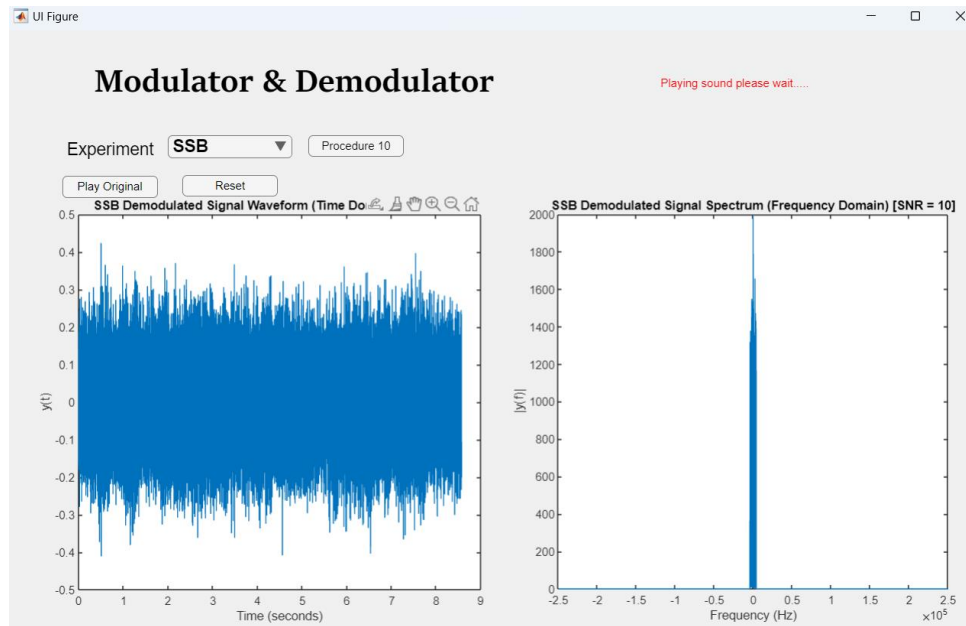 UI Figure
Modulator & Demodulator
Playing sound please wait.....
Experiment
SSB
Procedure 10
Play Original
Reset
SSB Demodulated Signal Waveform (Time Do
0.5
0.4
0.3
0.2
0.1
0
-0.1
-0.2
-0.3
-0.4
-0.5
y(t)
0 1 2 3 4 5 6 7 8 9
Time (seconds)
SSB Demodulated Signal Spectrum (Frequency Domain) [SNR = 10]
2000
1800
1600
1400
1200
1000
800
600
400
200
0
|y(f)|
-2.5 -2 -1.5 -1 -0.5 0 0.5 1 1.5 2 2.5
Frequency (Hz)
×10⁵